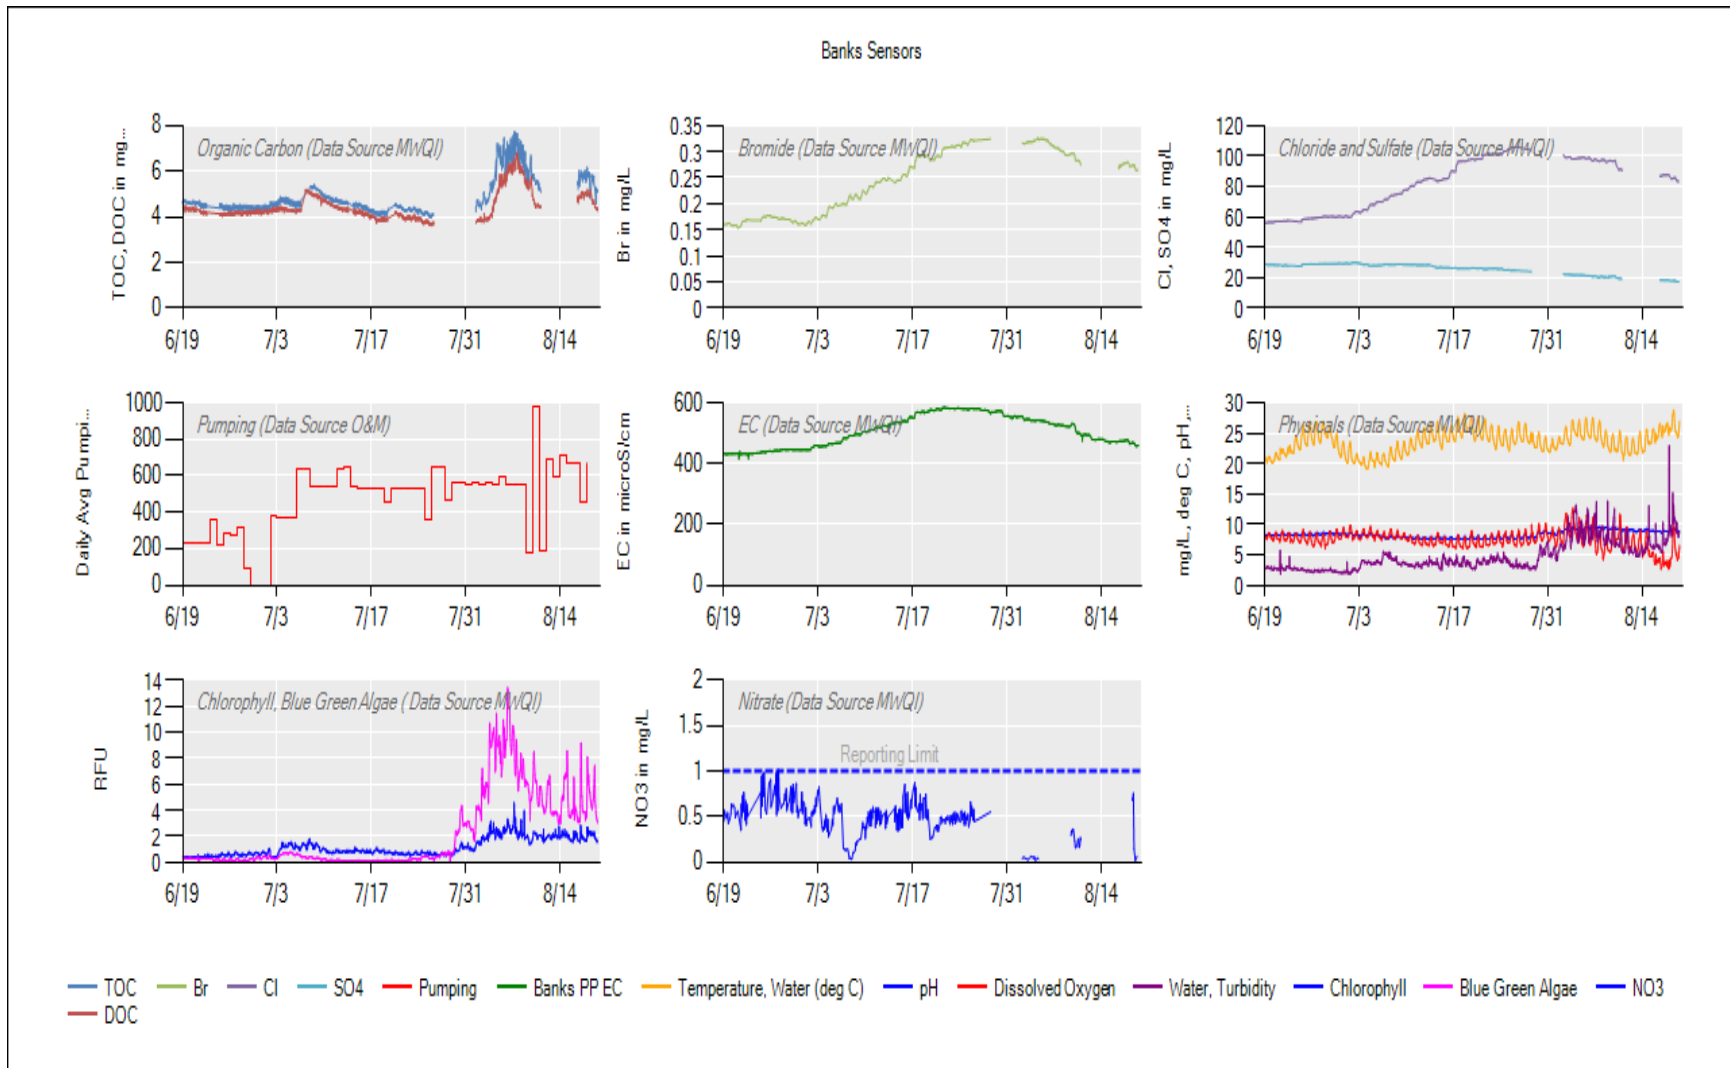 Banks Sensors
Organic Carbon (Data Source MWQI)
TOC, DOC in mg...
8
6
4
2
0
6/19 7/3 7/17 7/31 8/14
Bromide (Data Source MWQI)
Br in mg/L
0.35
0.3
0.25
0.2
0.15
0.1
0.05
0
6/19 7/3 7/17 7/31 8/14
Chloride and Sulfate (Data Source MWQI)
Cl, SO4 in mg/L
120
100
80
60
40
20
0
6/19 7/3 7/17 7/31 8/14
Pumping (Data Source O&M)
Daily Avg Pumpi...
1000
800
600
400
200
0
6/19 7/3 7/17 7/31 8/14
EC (Data Source MWQI)
EC in microS/cm
600
400
200
0
6/19 7/3 7/17 7/31 8/14
Physicals (Data Source MWQI)
mg/L, deg C, pH,...
30
25
20
15
10
5
0
6/19 7/3 7/17 7/31 8/14
Chlorophyll, Blue Green Algae ( Data Source MWQI)
RFU
14
12
10
8
6
4
2
0
6/19 7/3 7/17 7/31 8/14
Nitrate (Data Source MWQI)
Reporting Limit
NO3 in mg/L
2
1.5
1
0.5
0
6/19 7/3 7/17 7/31 8/14
TOC Br Cl SO4 Pumping Banks PP EC Temperature, Water (deg C) pH Dissolved Oxygen Water, Turbidity Chlorophyll Blue Green Algae NO3
DOC